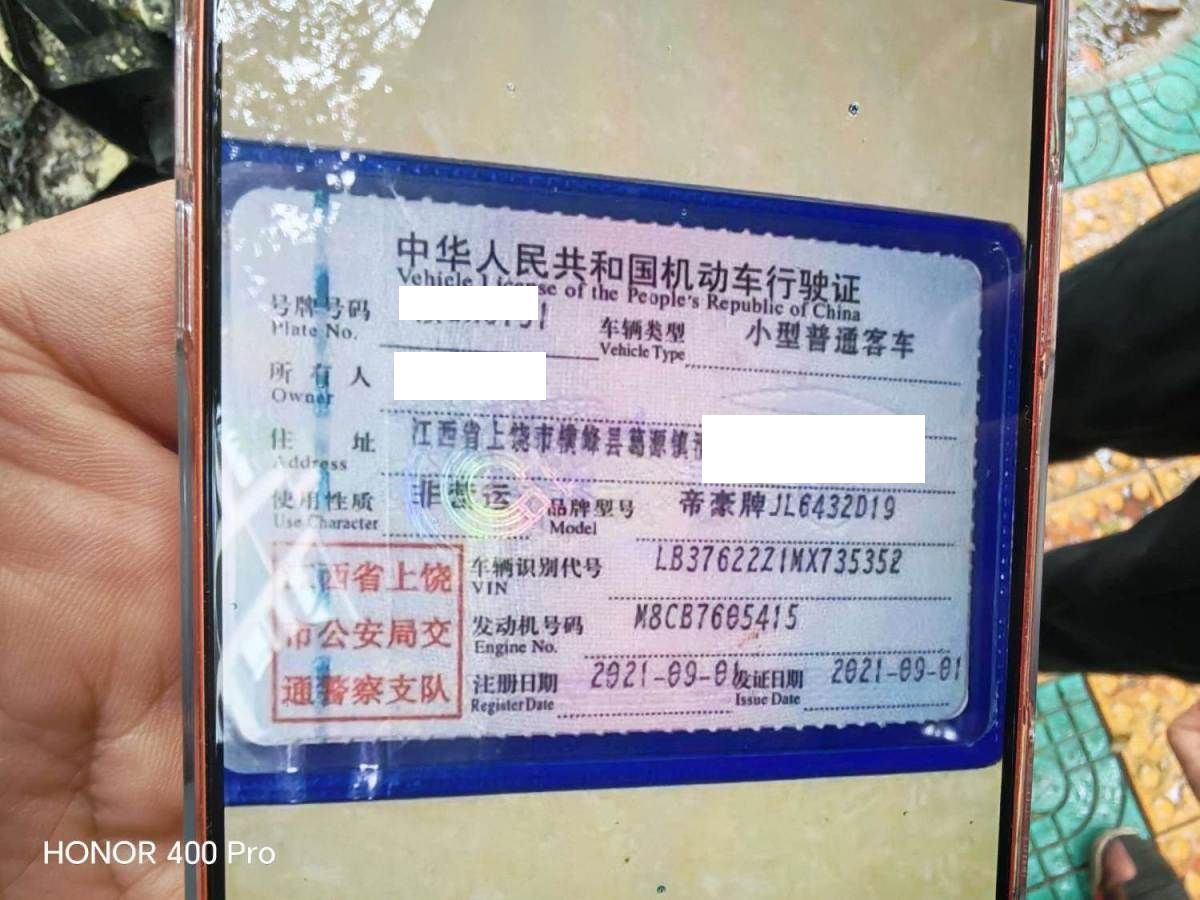 中华人民共和国机动车行驶证
Vehicle License of the People's Republic of China
号牌号码
Plate No.
车辆类型 小型普通客车
Vehicle Type
所有人
Owner
住址 江西省上饶市横峰县葛源镇
Address
使用性质 非营运 品牌型号 帝豪牌JL6432D19
Use Character Model
车辆识别代号 LB37622Z1MX735352
VIN
发动机号码 M8CB7605415
Engine No.
注册日期 2021-09-01 发证日期 2021-09-01
Register Date Issue Date
江西省上饶
市公安局交
通警察支队
HONOR 400 Pro